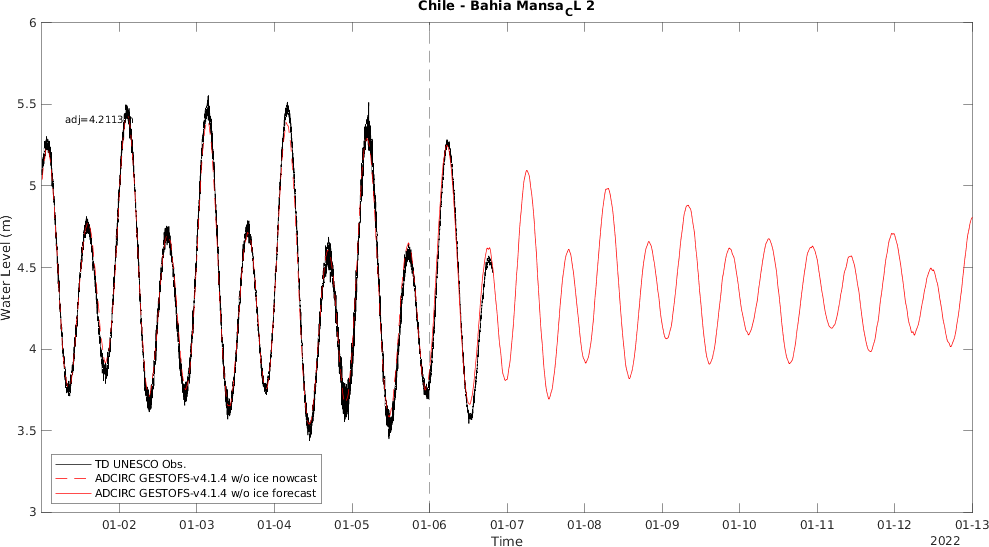 Chile - Bahia Mansa_CL 2
6
5.5
adj=4.2113
5
4.5
4
3.5
3
Water Level (m)
TD UNESCO Obs.
ADCIRC GESTOFS-v4.1.4 w/o ice nowcast
ADCIRC GESTOFS-v4.1.4 w/o ice forecast
01-02 01-03 01-04 01-05 01-06 01-07 01-08 01-09 01-10 01-11 01-12 01-13
Time
2022